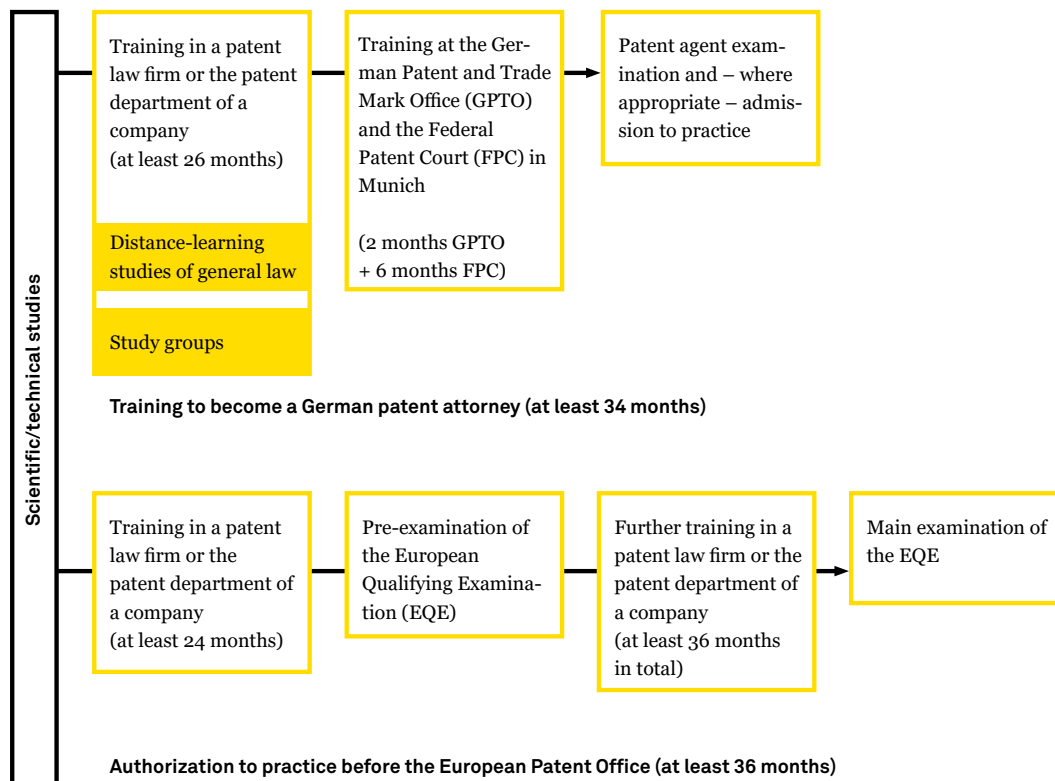 Scientific/technical studies
Training in a patent
law firm or the patent
department of a
company
(at least 26 months)
Distance-learning
studies of general law
Study groups
Training at the Ger-
man Patent and Trade
Mark Office (GPTO)
and the Federal
Patent Court (FPC) in
Munich
(2 months GPTO
+ 6 months FPC)
Patent agent exam-
ination and – where
appropriate – admis-
sion to practice
Training to become a German patent attorney (at least 34 months)
Training in a patent
law firm or the
patent department of
a company
(at least 24 months)
Pre-examination of
the European
Qualifying Examina-
tion (EQE)
Further training in a
patent law firm or the
patent department of
a company
(at least 36 months
in total)
Main examination of
the EQE
Authorization to practice before the European Patent Office (at least 36 months)